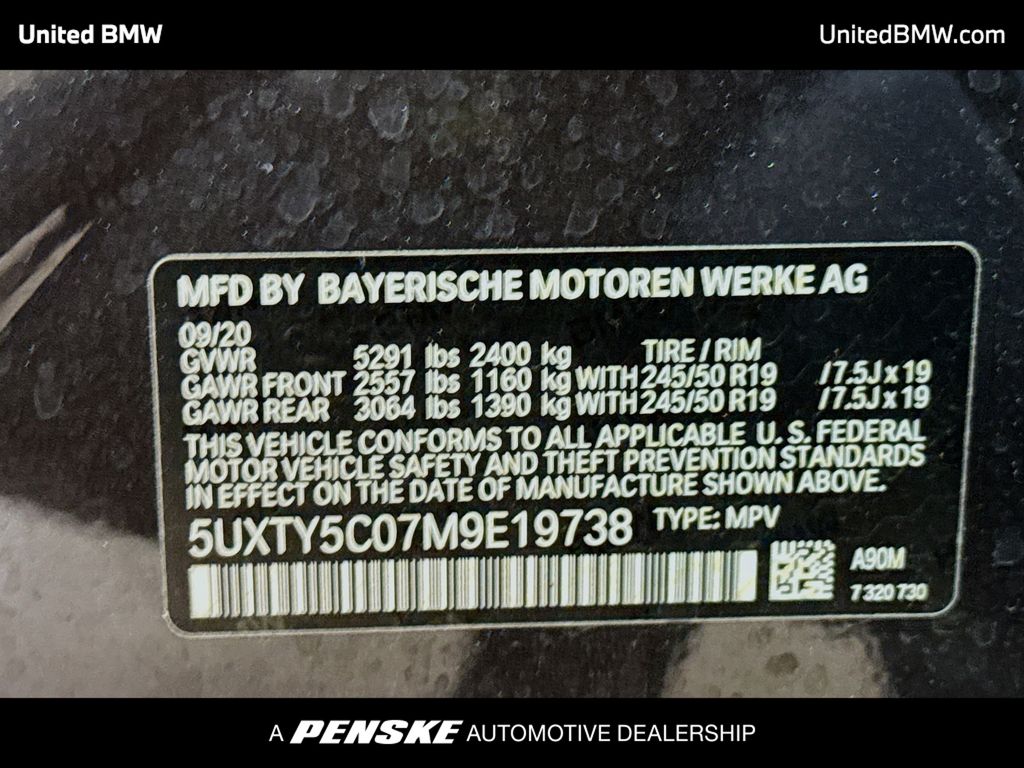 United BMW
UnitedBMW.com
MFD BY BAYERISCHE MOTOREN WERKE AG
09/20
GVWR 5291 lbs 2400 kg TIRE / RIM
GAWR FRONT 2557 lbs 1160 kg WITH 245/50 R19 /7.5J x 19
GAWR REAR 3064 lbs 1390 kg WITH 245/50 R19 /7.5J x 19
THIS VEHICLE CONFORMS TO ALL APPLICABLE U. S. FEDERAL
MOTOR VEHICLE SAFETY AND THEFT PREVENTION STANDARDS
IN EFFECT ON THE DATE OF MANUFACTURE SHOWN ABOVE.
5UXTY5C07M9E19738 TYPE: MPV
A90M
7 320 730
A PENSKE AUTOMOTIVE DEALERSHIP